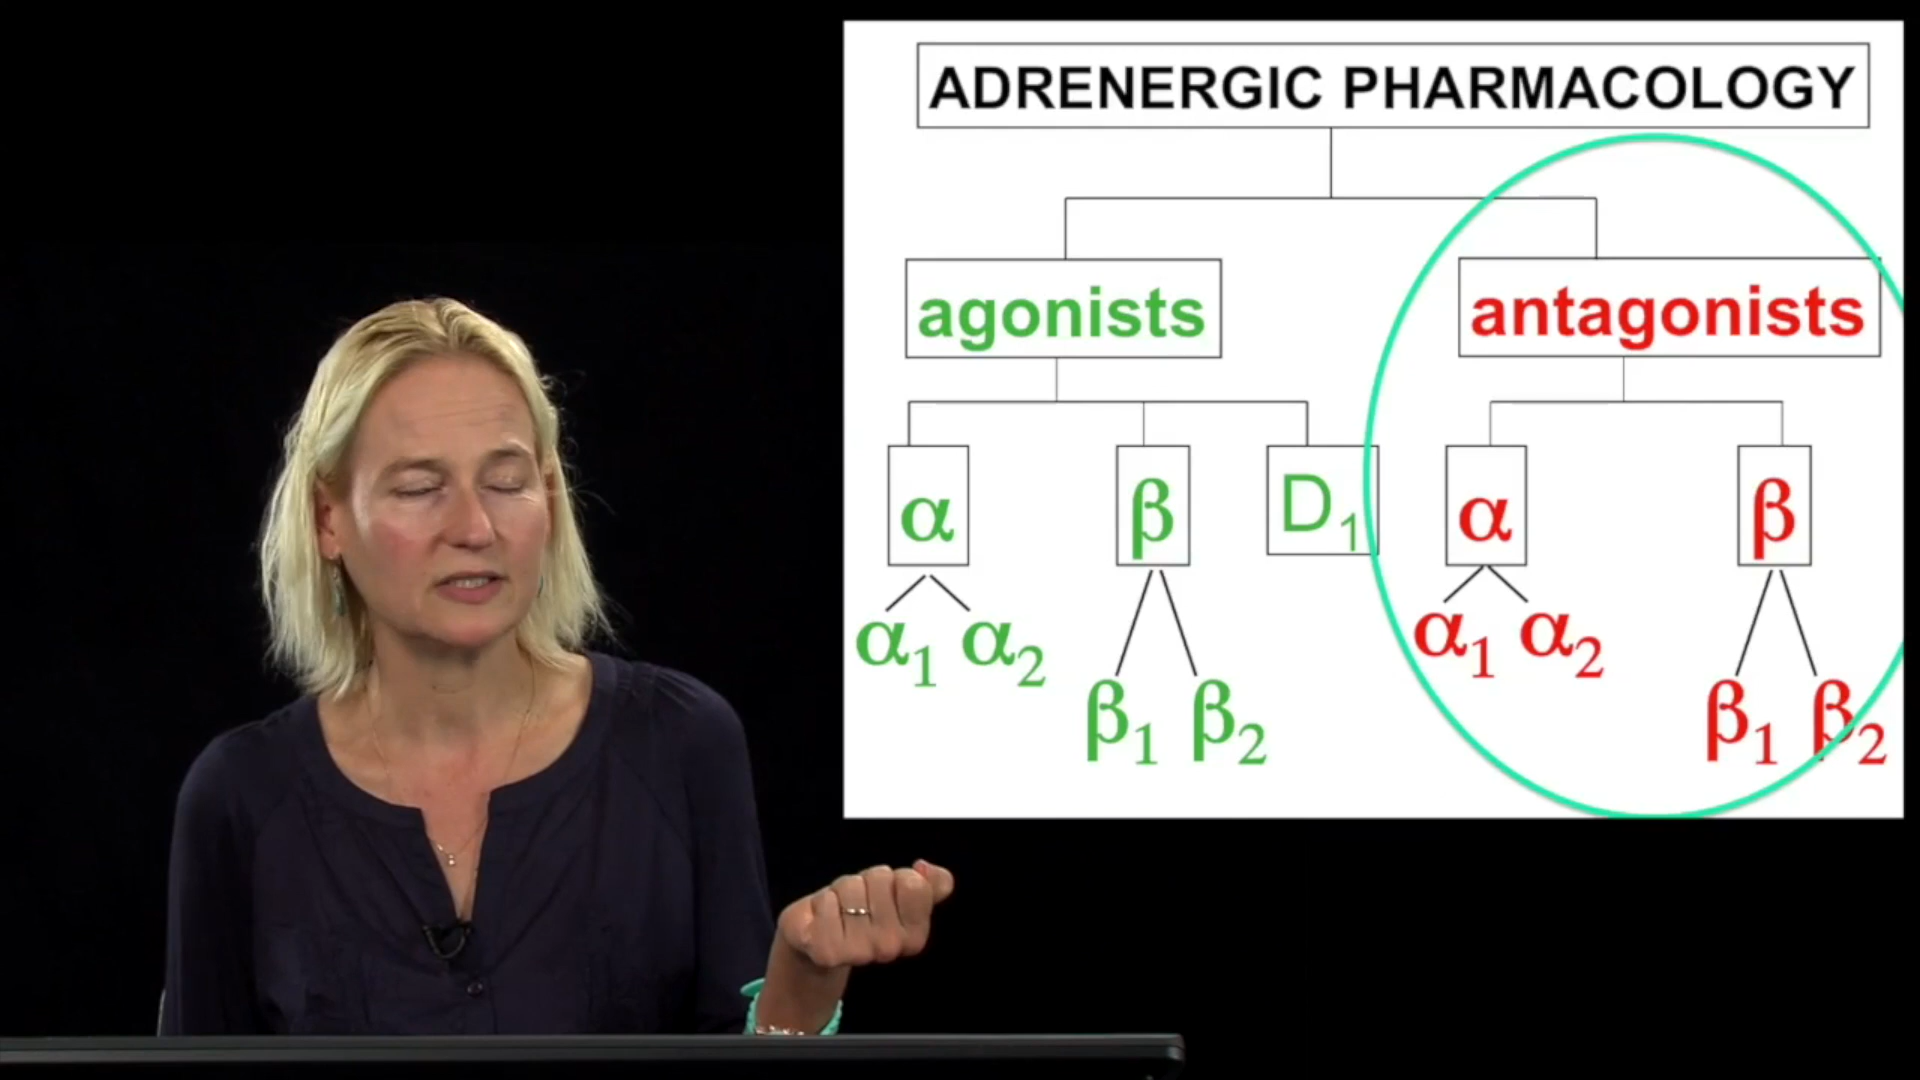 ADRENERGIC PHARMACOLOGY
agonists antagonists
α β D₁ α β
α₁ α₂ α₁ α₂
β₁ β₂ β₁ β₂